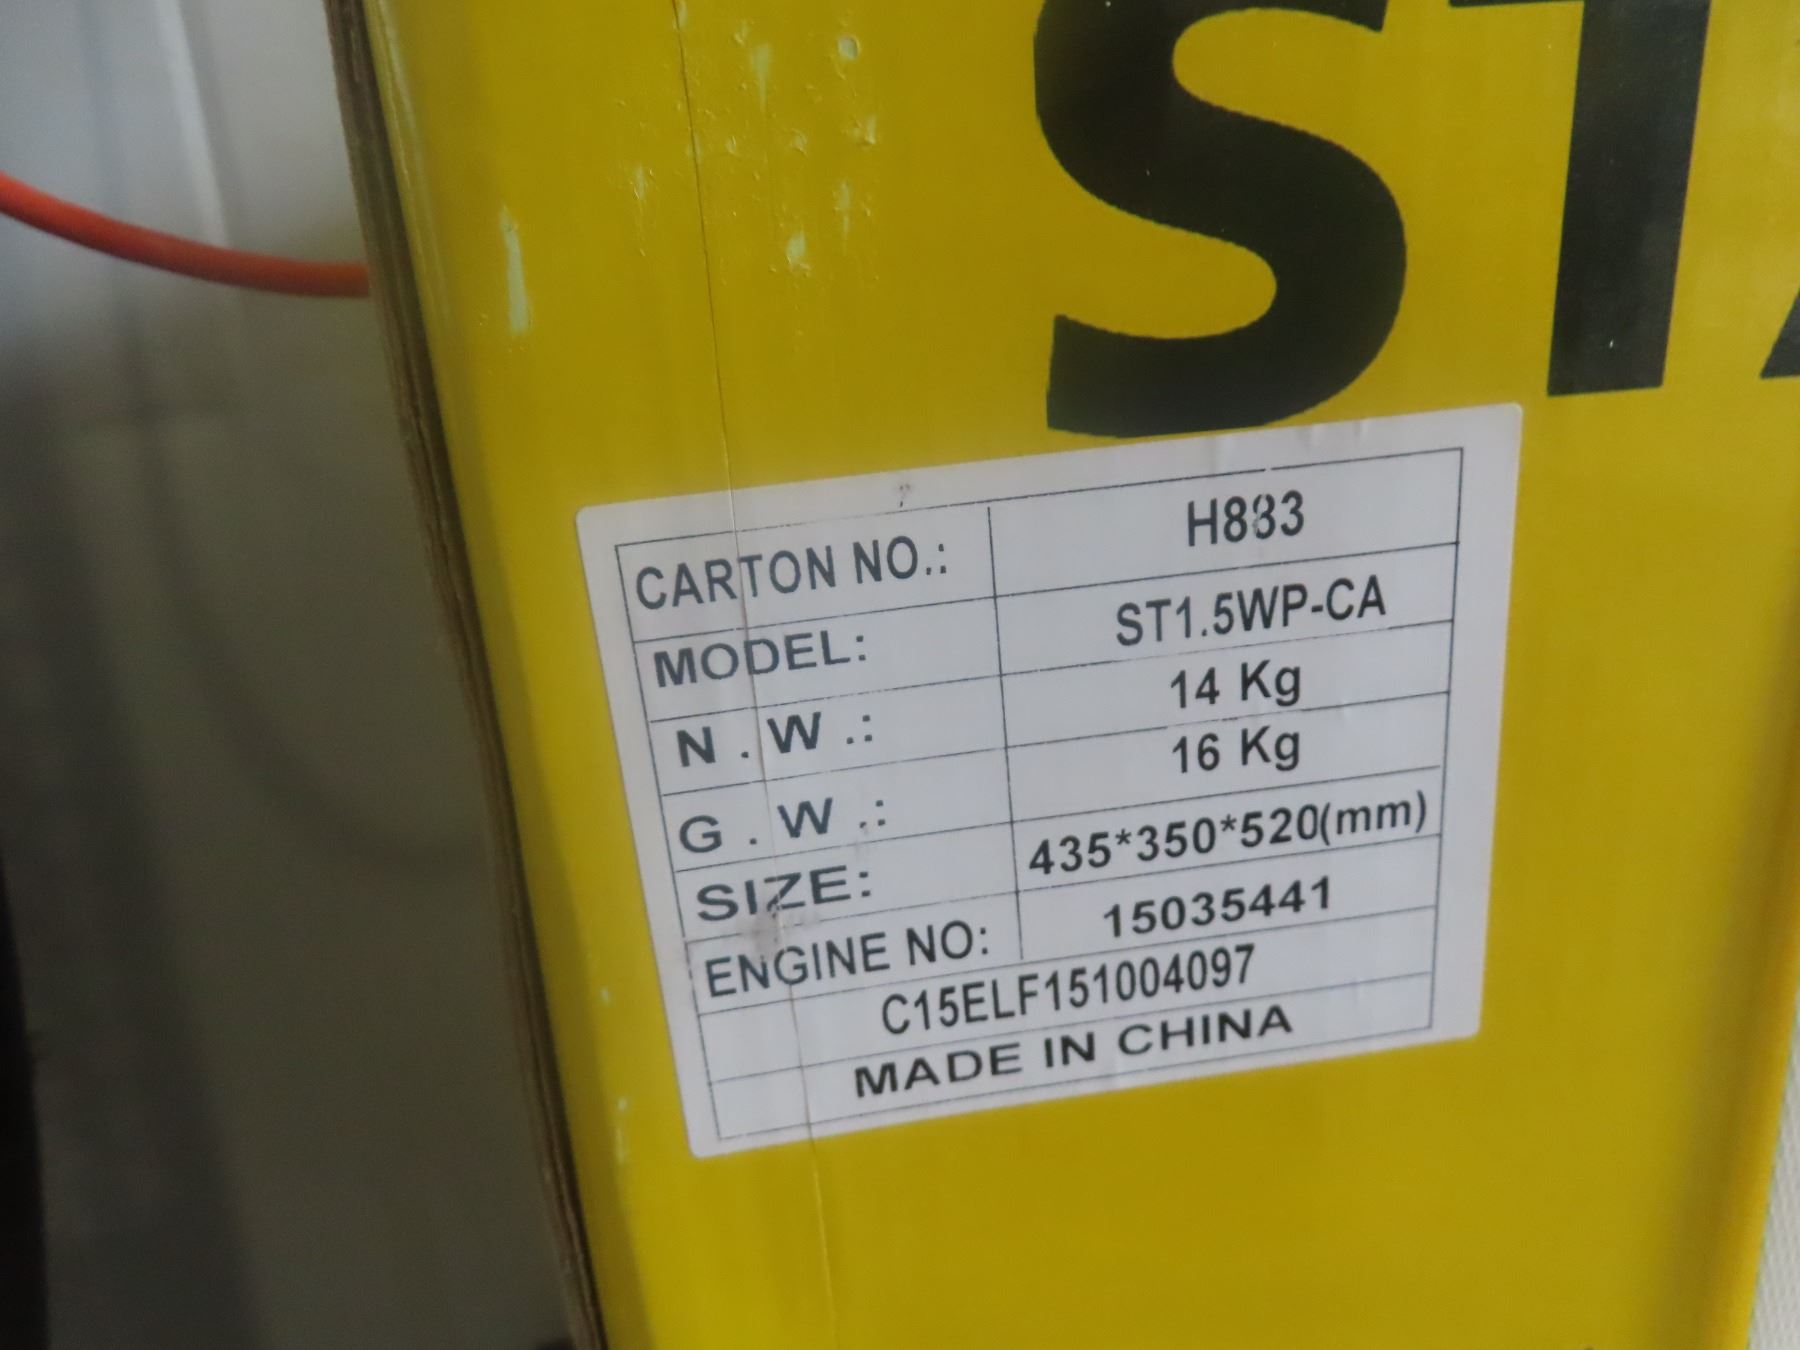 ST
CARTON NO.: H883
MODEL: ST1.5WP-CA
N . W .: 14 Kg
G . W .: 16 Kg
SIZE: 435*350*520(mm)
ENGINE NO: 15035441
C15ELF151004097
MADE IN CHINA